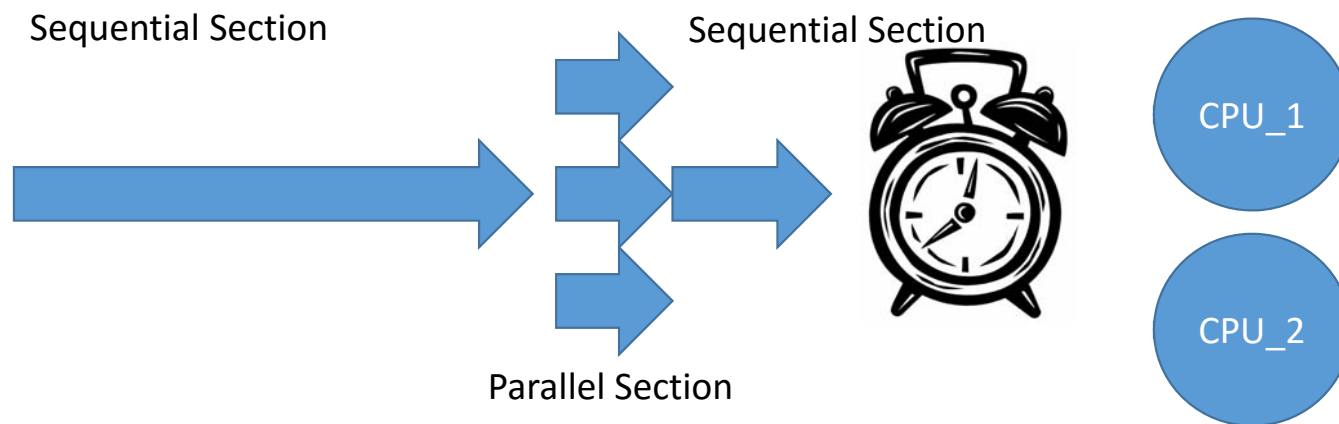 Sequential Section
Sequential Section
CPU_1
CPU_2
Parallel Section